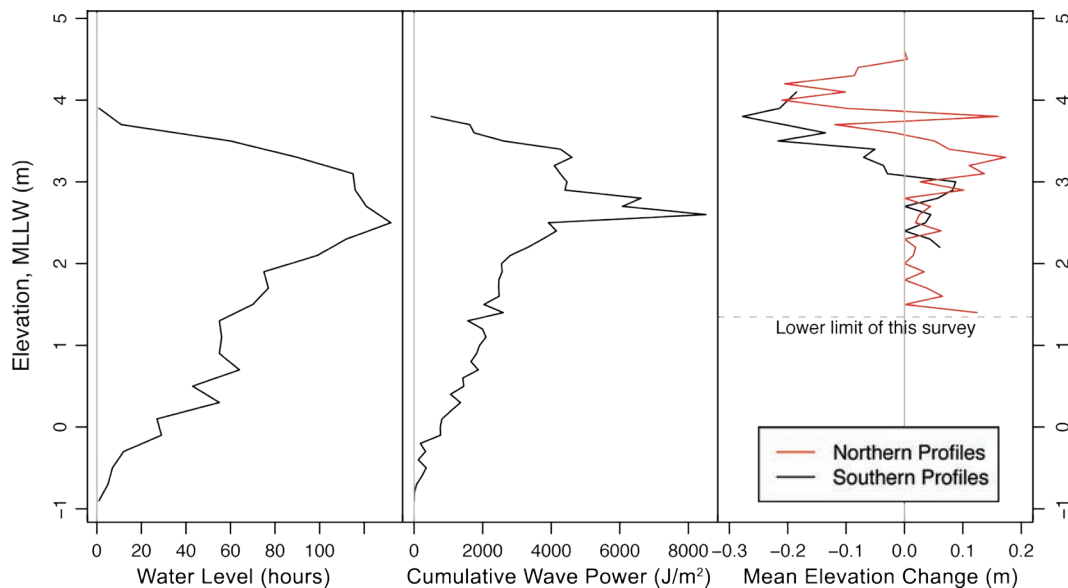 Elevation, MLLW (m)
5
4
3
2
1
0
−1
0 20 40 60 80 100
Water Level (hours)
0 2000 4000 6000 8000
Cumulative Wave Power (J/m²)
−0.3 −0.1 0.0 0.1 0.2
Mean Elevation Change (m)
5
4
3
2
1
0
−1
Lower limit of this survey
Northern Profiles
Southern Profiles